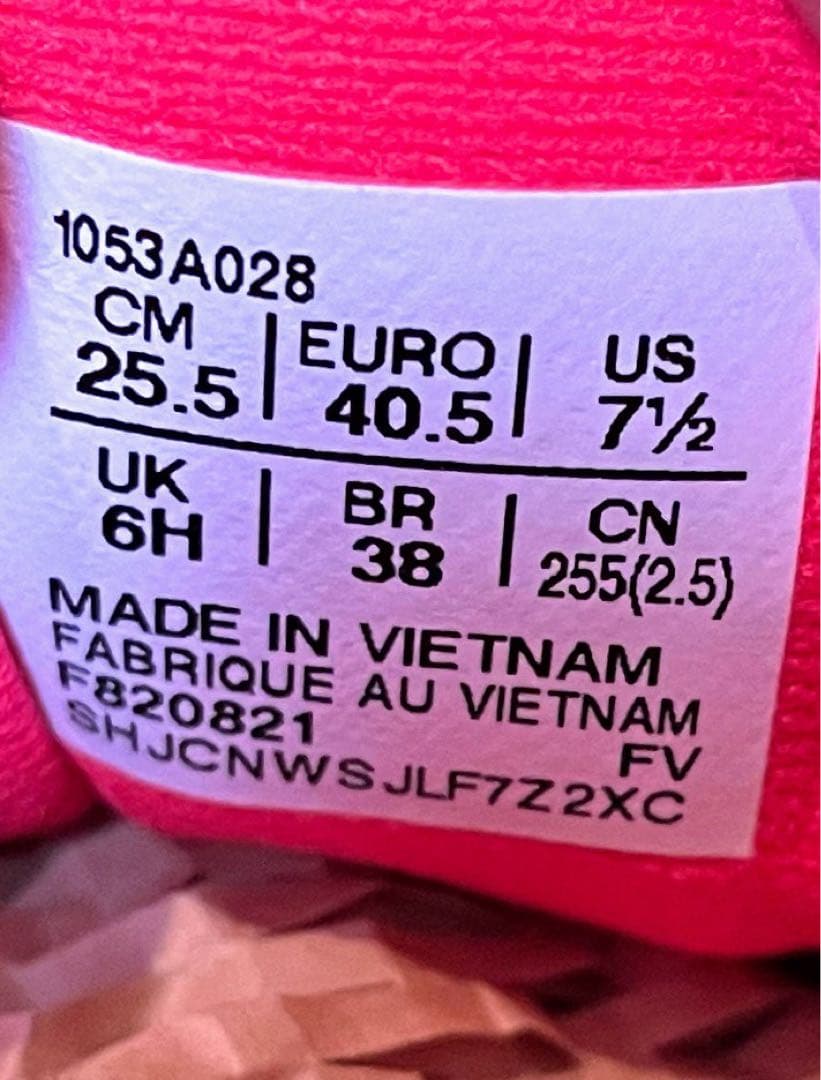 1053A028
CM | EURO | US
25.5 | 40.5 | 7½
UK | BR | CN
6H | 38 | 255(2.5)
MADE IN VIETNAM
FABRIQUE AU VIETNAM
F820821 FV
SHJCNWSJLF7Z2XC